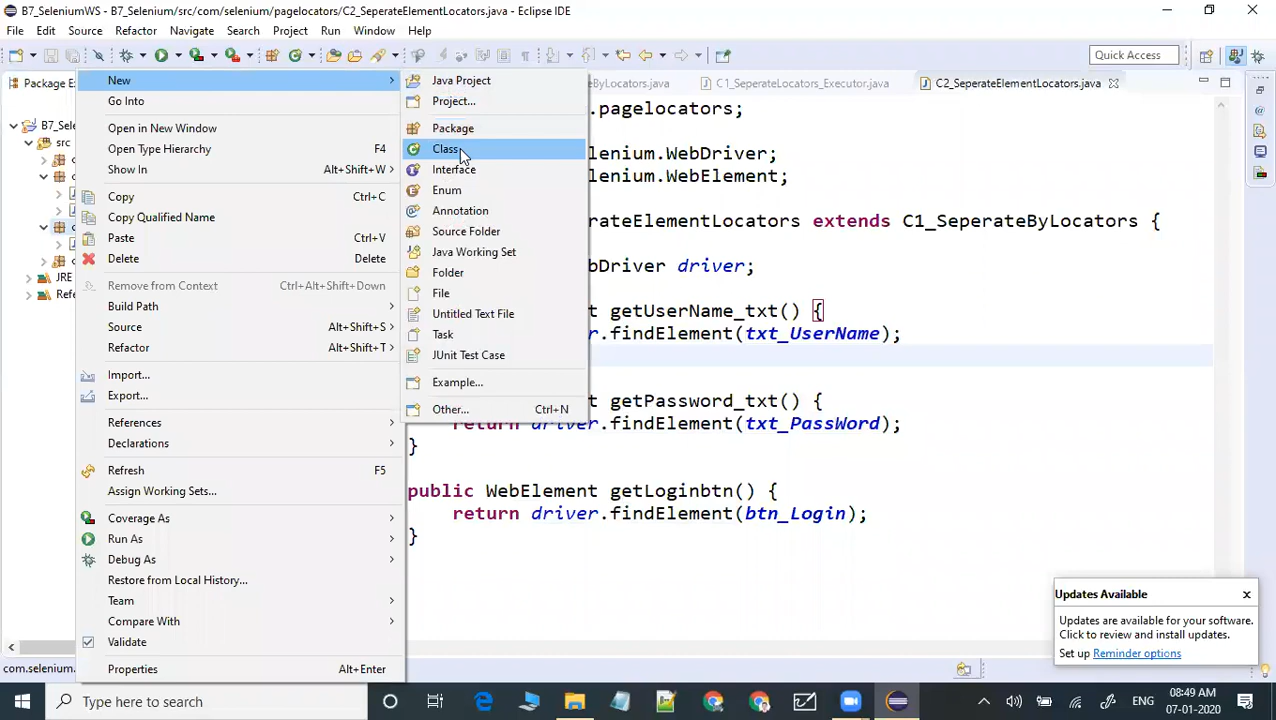 B7_SeleniumWS - B7_Selenium/src/com/selenium/pagelocators/C2_SeperateElementLocators.java - Eclipse IDE
File Edit Source Refactor Navigate Search Project Run Window Help
Quick Access
Package E
ByLocators.java
C1_SeperateLocators_Executor.java
C2_SeperateElementLocators.java
B7_Sele
src
JRE
Refe
com.selenium.
New
Go Into
Open in New Window
Open Type Hierarchy F4
Show In Alt+Shift+W
Copy Ctrl+C
Copy Qualified Name
Paste Ctrl+V
Delete Delete
Remove from Context Ctrl+Alt+Shift+Down
Build Path
Source Alt+Shift+S
Refactor Alt+Shift+T
Import...
Export...
References
Declarations
Refresh F5
Assign Working Sets...
Coverage As
Run As
Debug As
Restore from Local History...
Team
Compare With
Validate
Properties Alt+Enter
Java Project
Project...
Package
Class
Interface
Enum
Annotation
Source Folder
Java Working Set
Folder
File
Untitled Text File
Task
JUnit Test Case
Example...
Other... Ctrl+N
.pagelocators;
lenium.WebDriver;
lenium.WebElement;
erateElementLocators extends C1_SeperateByLocators {
bDriver driver;
t getUserName_txt() {
r.findElement(txt_UserName);
t getPassword_txt() {
return driver.findElement(txt_PassWord);
}
public WebElement getLoginbtn() {
return driver.findElement(btn_Login);
}
Updates Available
Updates are available for your software.
Click to review and install updates.
Set up Reminder options
Type here to search
ENG
08:49 AM
07-01-2020